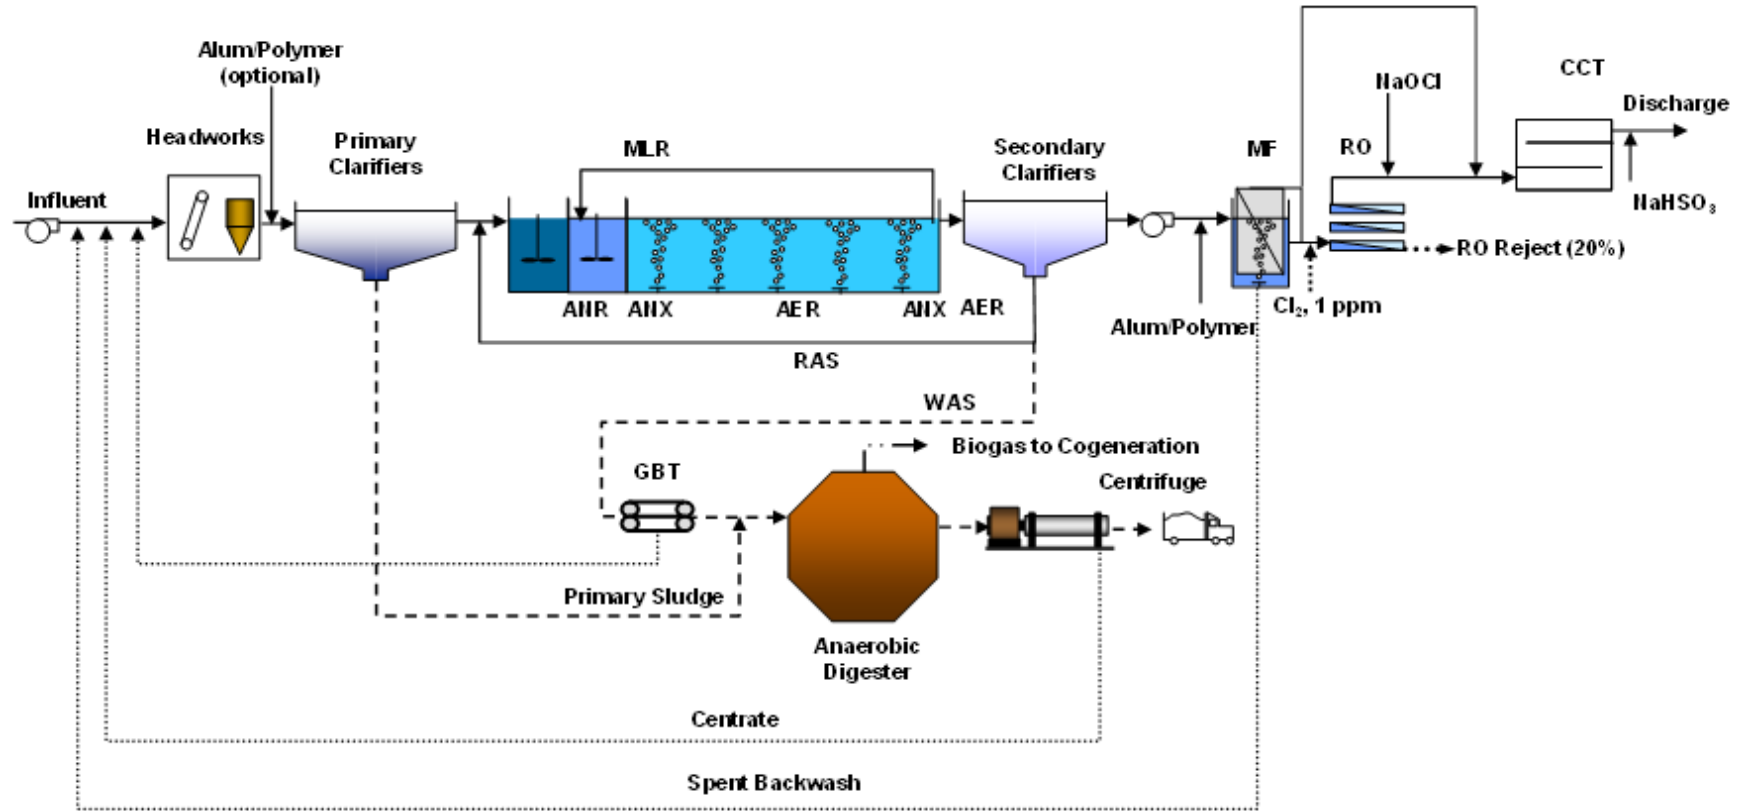 Alum/Polymer
(optional)
Headworks
Influent
Primary
Clarifiers
MLR
Secondary
Clarifiers
MF
RO
NaOCl
CCT
Discharge
NaHSO3
RO Reject (20%)
Cl2, 1 ppm
Alum/Polymer
ANR
ANX
AER
ANX
AER
RAS
WAS
Biogas to Cogeneration
GBT
Centrifuge
Primary Sludge
Anaerobic
Digester
Centrate
Spent Backwash